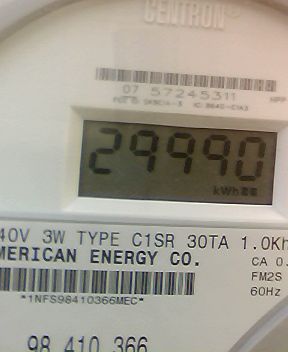 CENTRON®
07 57245311
29990
kWh
40V 3W TYPE C1SR 30TA 1.0Kh
MERICAN ENERGY CO.
CA 0.
FM2S
*1NFS98410366MEC*
60Hz
98 410 366